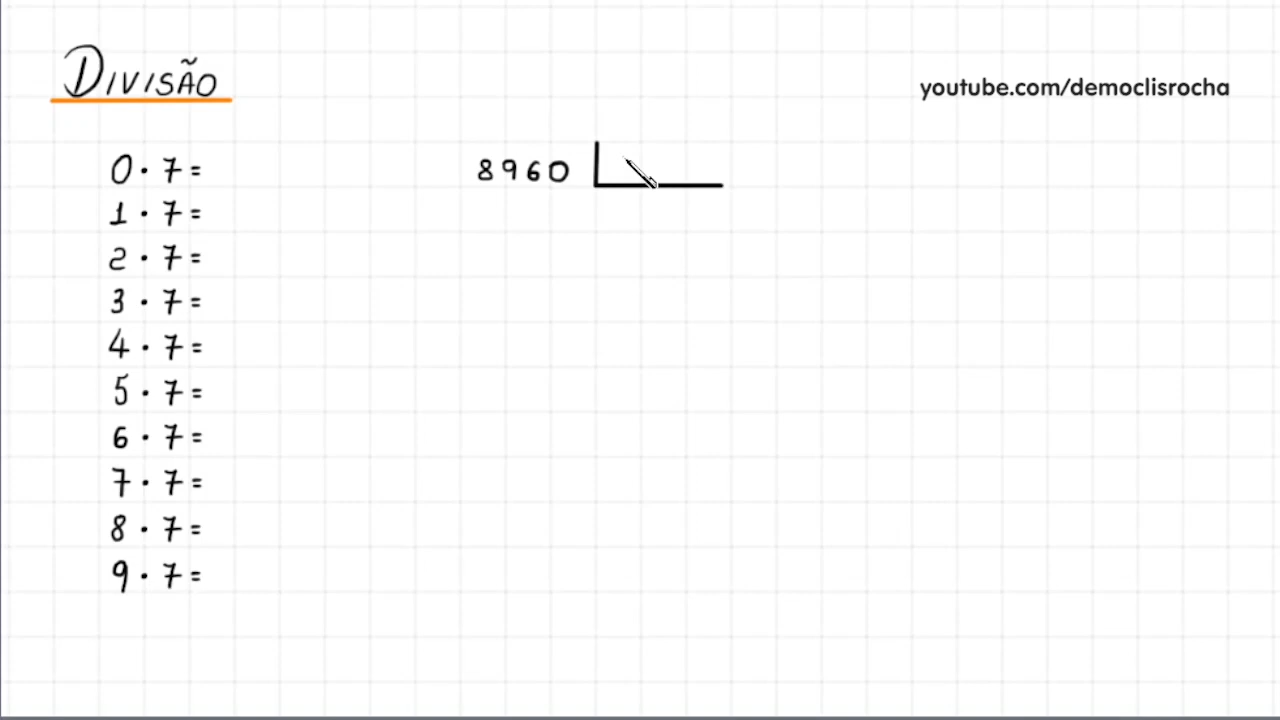 DIVISÃO
youtube.com/democlisrocha
0 · 7 =
8960
1 · 7 =
2 · 7 =
3 · 7 =
4 · 7 =
5 · 7 =
6 · 7 =
7 · 7 =
8 · 7 =
9 · 7 =